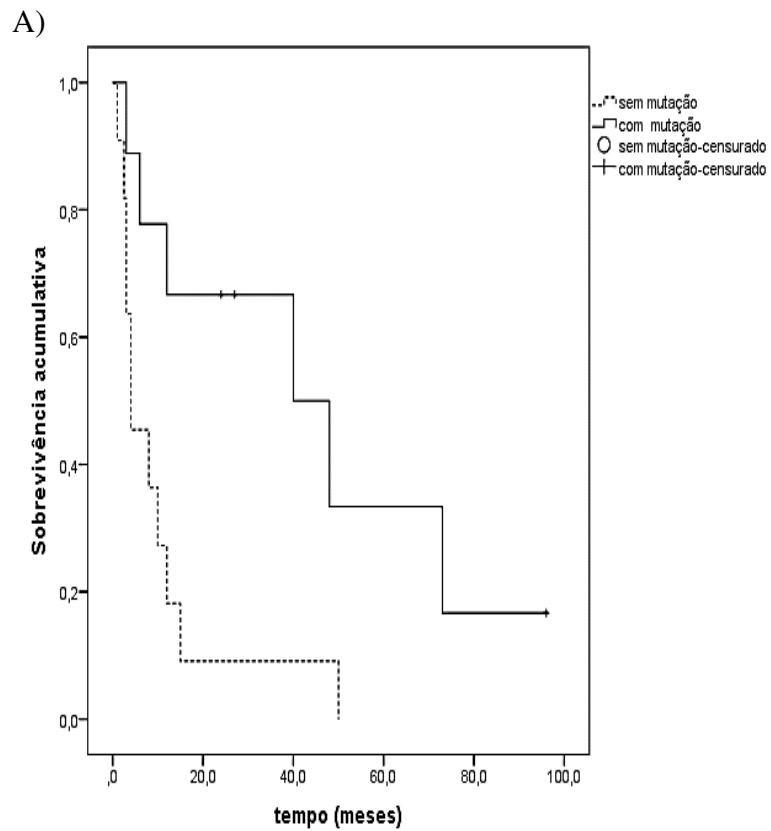 A)
sem mutação
com mutação
sem mutação-censurado
com mutação-censurado
Sobrevivência acumulativa
1,0
0,8
0,6
0,4
0,2
0,0
,0 20,0 40,0 60,0 80,0 100,0
tempo (meses)